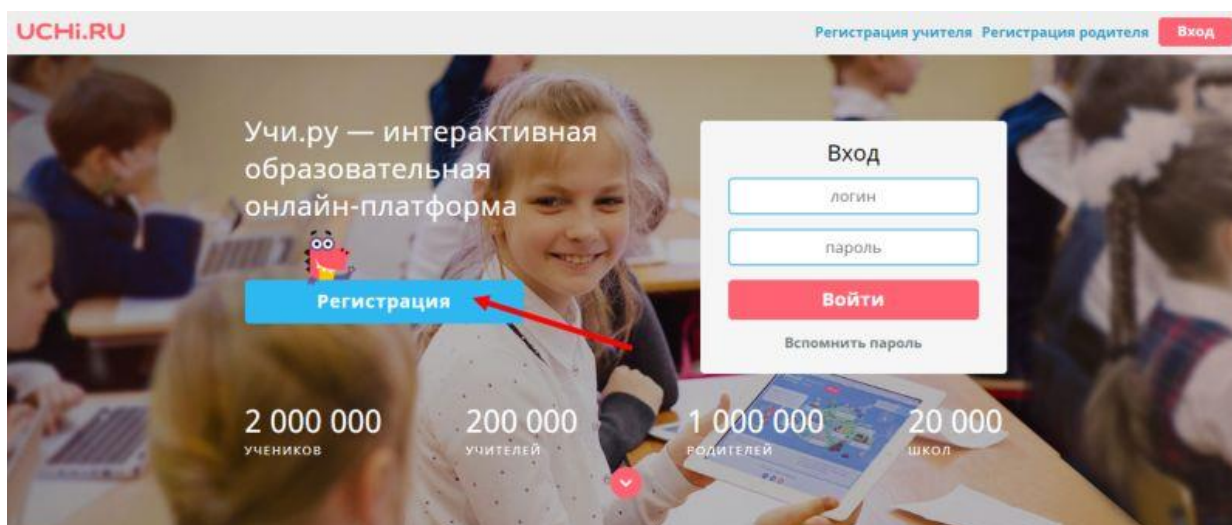 UCHi.RU
Регистрация учителя Регистрация родителя Вход
Учи.ру — интерактивная
образовательная
онлайн-платформа
Регистрация
Вход
логин
пароль
Войти
Вспомнить пароль
2 000 000
УЧЕНИКОВ
200 000
УЧИТЕЛЕЙ
1 000 000
РОДИТЕЛЕЙ
20 000
ШКОЛ